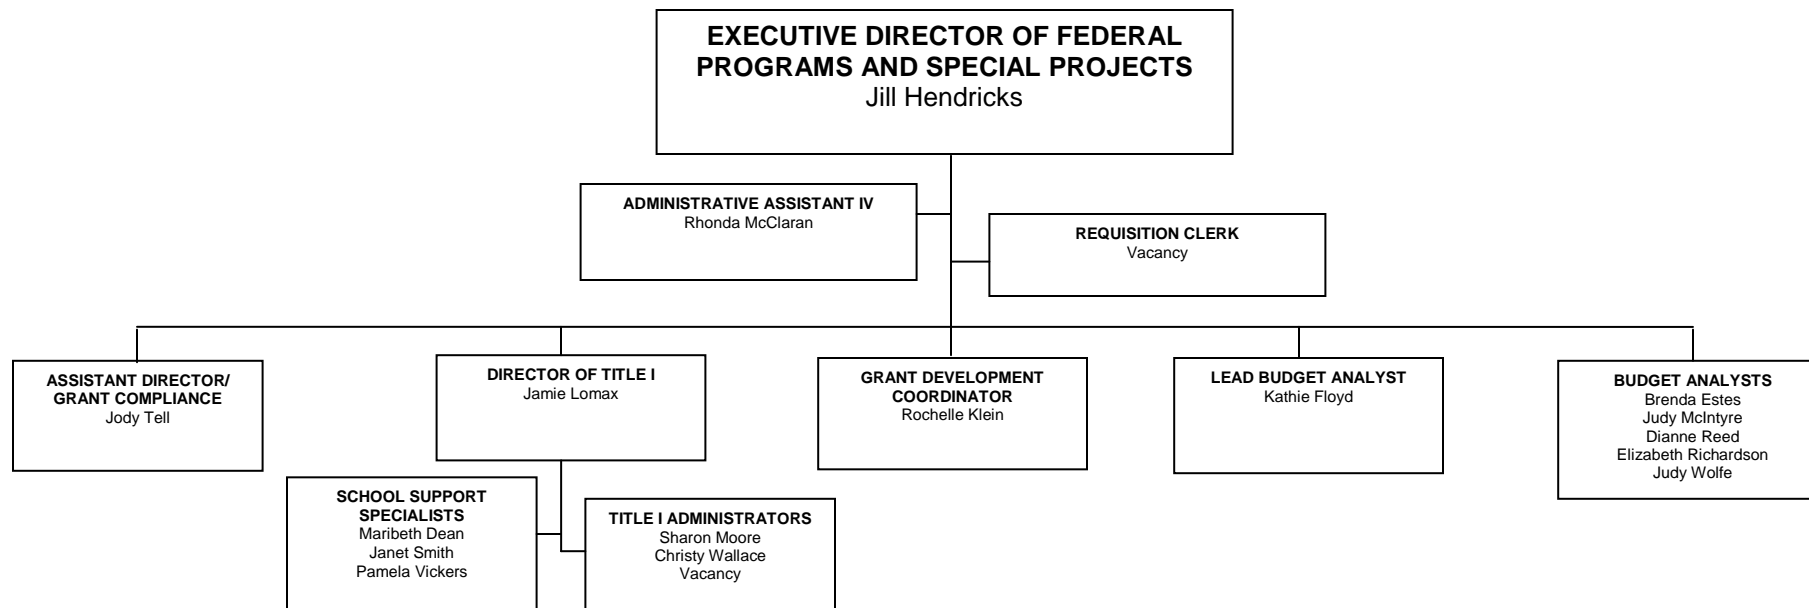 EXECUTIVE DIRECTOR OF FEDERAL
PROGRAMS AND SPECIAL PROJECTS
Jill Hendricks
ADMINISTRATIVE ASSISTANT IV
Rhonda McClaran
REQUISITION CLERK
Vacancy
ASSISTANT DIRECTOR/
GRANT COMPLIANCE
Jody Tell
DIRECTOR OF TITLE I
Jamie Lomax
GRANT DEVELOPMENT
COORDINATOR
Rochelle Klein
LEAD BUDGET ANALYST
Kathie Floyd
BUDGET ANALYSTS
Brenda Estes
Judy McIntyre
Dianne Reed
Elizabeth Richardson
Judy Wolfe
SCHOOL SUPPORT
SPECIALISTS
Maribeth Dean
Janet Smith
Pamela Vickers
TITLE I ADMINISTRATORS
Sharon Moore
Christy Wallace
Vacancy